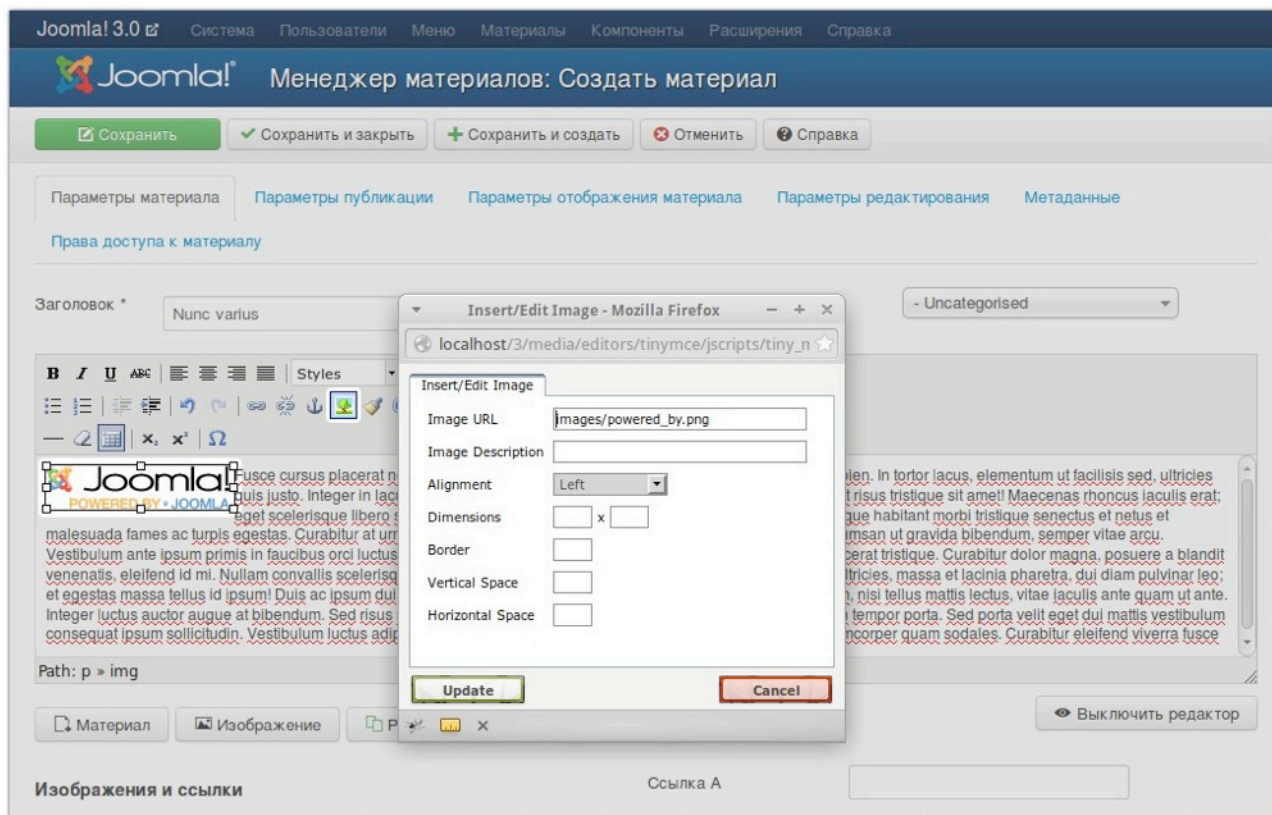 Joomla! 3.0 Система Пользователи Меню Материалы Компоненты Расширения Справка
Joomla!® Менеджер материалов: Создать материал
Сохранить Сохранить и закрыть Сохранить и создать Отменить Справка
Параметры материала Параметры публикации Параметры отображения материала Параметры редактирования Метаданные
Права доступа к материалу
Заголовок * Nunc varius - Uncategorised
Insert/Edit Image - Mozilla Firefox
localhost/3/media/editors/tinymce/jscripts/tiny_m
B I U ABC Styles
Insert/Edit Image
Image URL images/powered_by.png
Image Description
Alignment Left
Dimensions x
Border
Vertical Space
Horizontal Space
Update Cancel
x₂ x² Ω
Joomla!
POWERED BY • JOOMLA
Fusce cursus placerat ien. In tortor lacus, elementum ut facilisis sed, ultricies
quis justo. Integer in t risus tristique sit amet! Maecenas rhoncus iaculis erat;
eget scelerisque libero que habitant morbi tristique senectus et netus et
malesuada fames ac turpis egestas. Curabitur at msan ut gravida bibendum, semper vitae arcu.
Vestibulum ante ipsum primis in faucibus orci luctus cerat tristique. Curabitur dolor magna, posuere a blandit
venenatis, eleifend id mi. Nullam convallis ltricies, massa et lacinia pharetra, dui diam pulvinar leo;
et egestas massa tellus id ipsum! Duis ac ipsum dui , nisi tellus mattis lectus, vitae iaculis ante quam ut ante.
Integer luctus auctor augue at bibendum. Sed risus tempor porta. Sed porta velit eget dui mattis vestibulum
consequat ipsum sollicitudin. Vestibulum luctus mcorper quam sodales. Curabitur eleifend viverra fusce
Path: p » img
Материал Изображение Выключить редактор
Изображения и ссылки Ссылка A